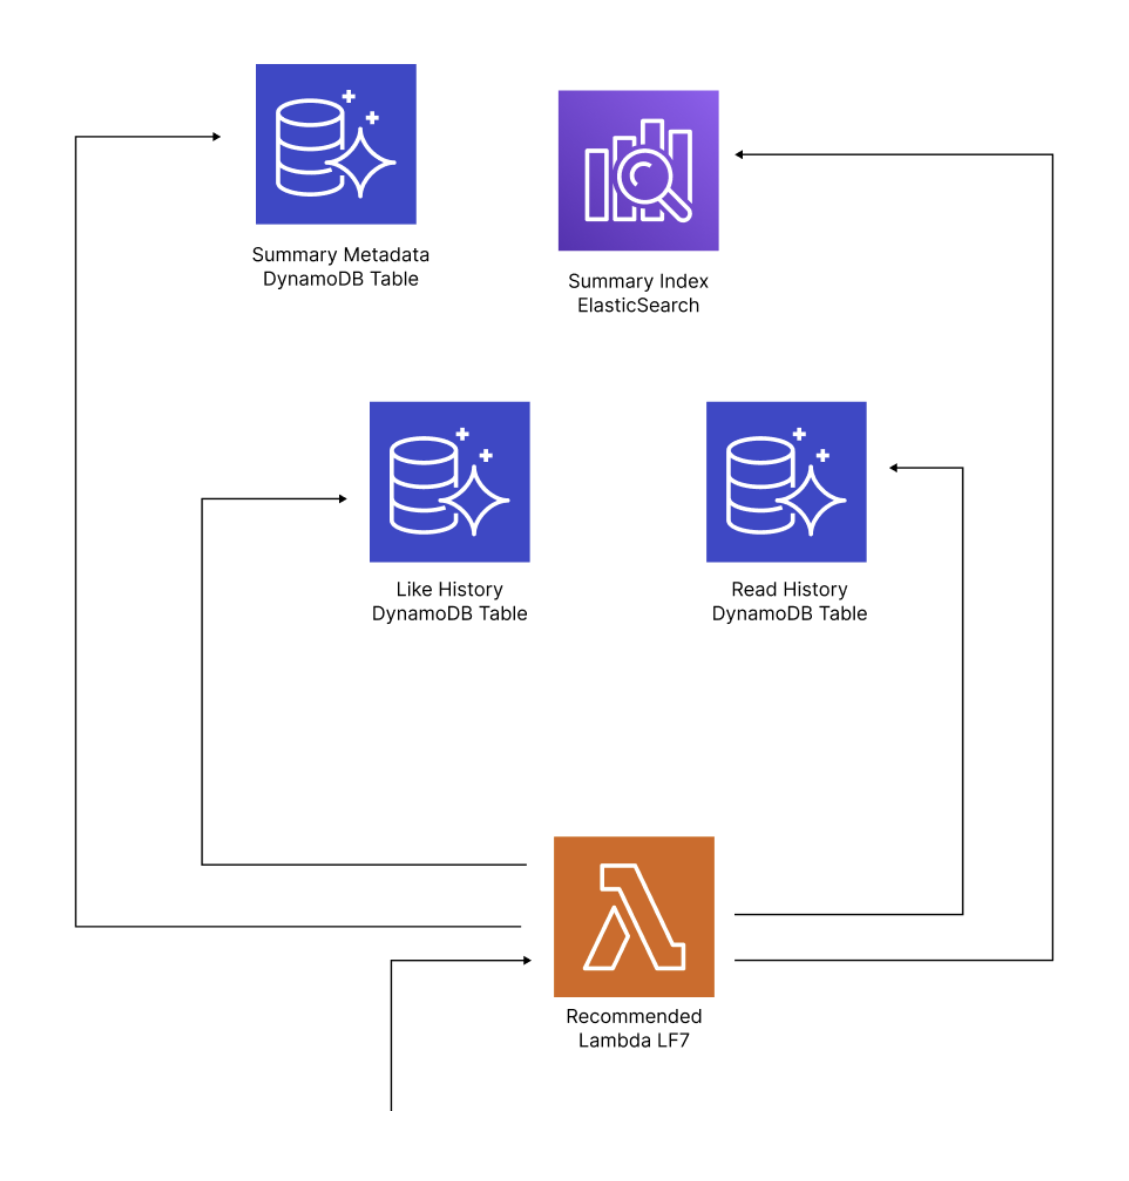 Summary Metadata
DynamoDB Table
Summary Index
ElasticSearch
Like History
DynamoDB Table
Read History
DynamoDB Table
Recommended
Lambda LF7